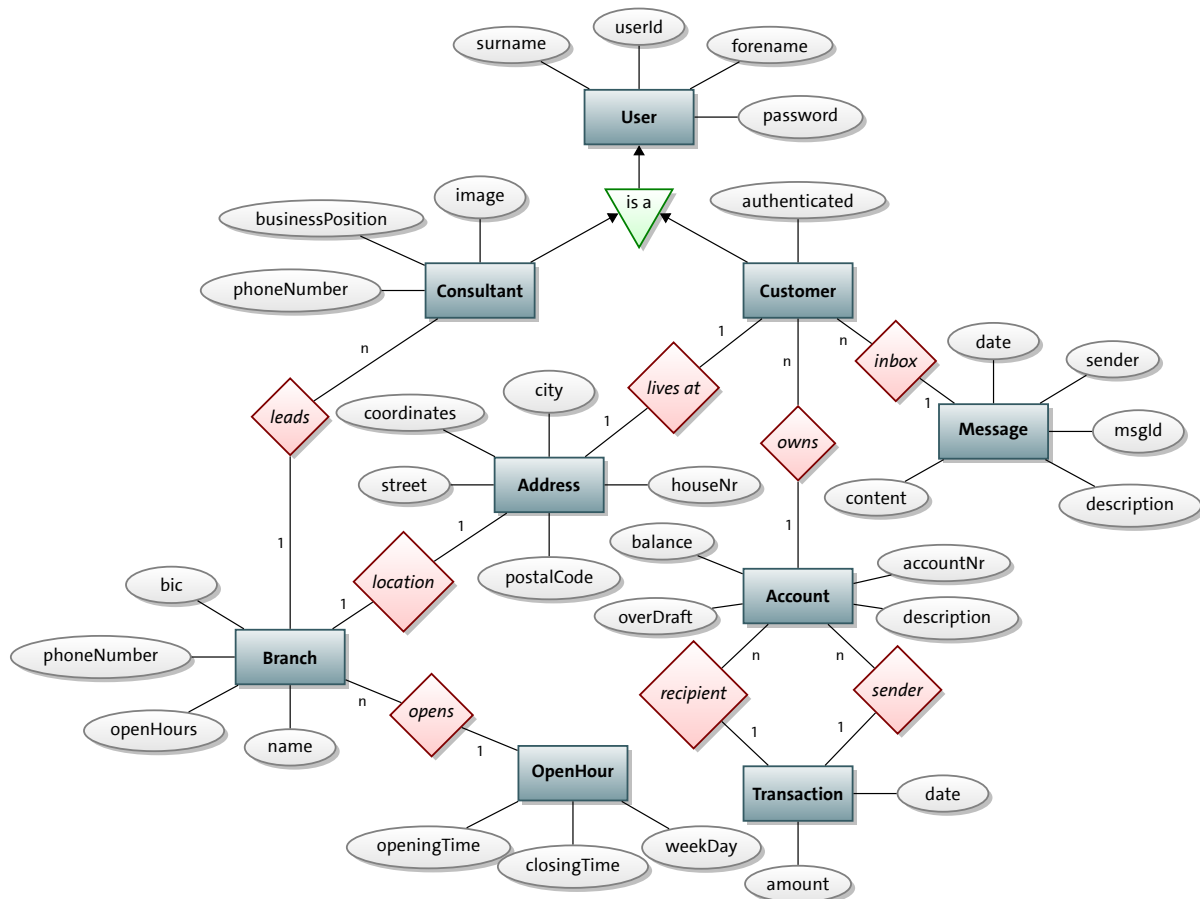 userId
surname
forename
User
password
is a
image
authenticated
businessPosition
phoneNumber
Consultant
Customer
1
n
n
n
date
inbox
sender
lives at
city
1
leads
coordinates
1
owns
Message
msgId
street
Address
houseNr
content
description
1
1
1
balance
accountNr
bic
location
postalCode
Account
1
overDraft
description
phoneNumber
Branch
n
n
recipient
sender
n
opens
openHours
name
1
1
1
OpenHour
Transaction
date
openingTime
closingTime
weekDay
amount